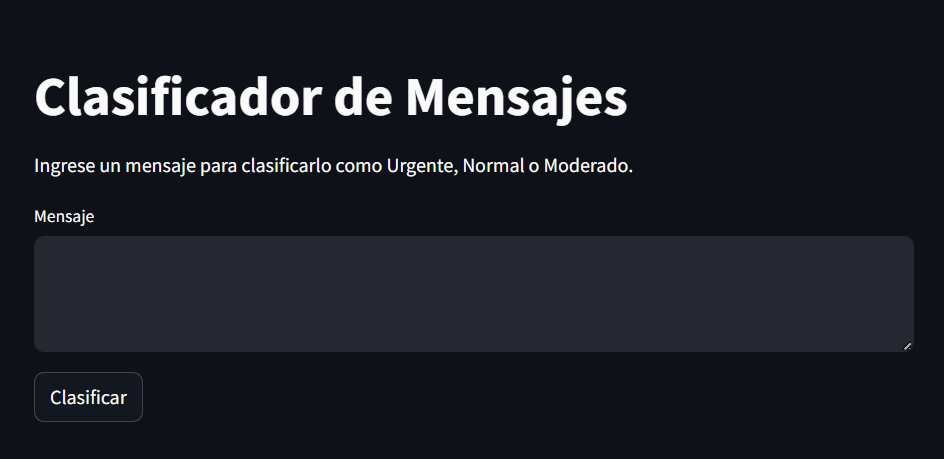 Clasificador de Mensajes
Ingrese un mensaje para clasificarlo como Urgente, Normal o Moderado.
Mensaje
Clasificar